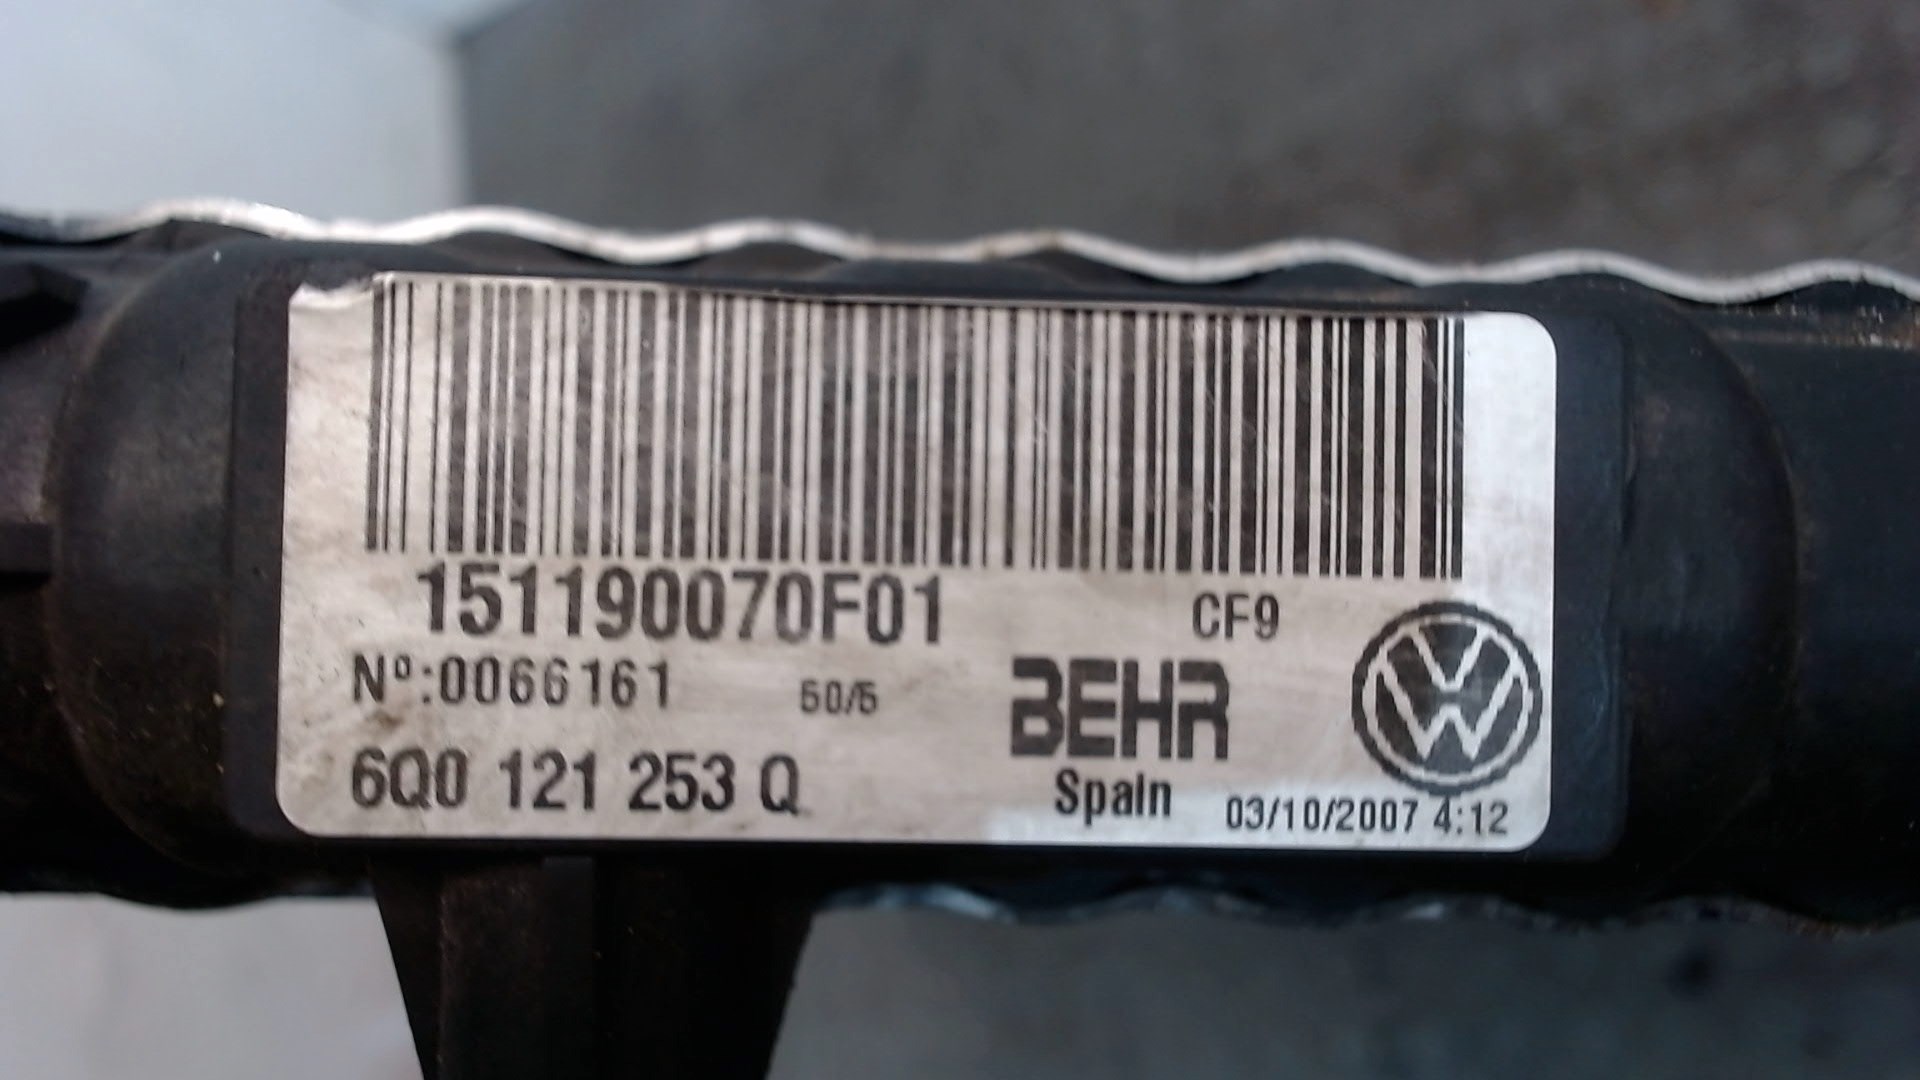 151190070F01 CF9
Nº:0066161 50/5 BEHR
6Q0 121 253 Q Spain 03/10/2007 4:12